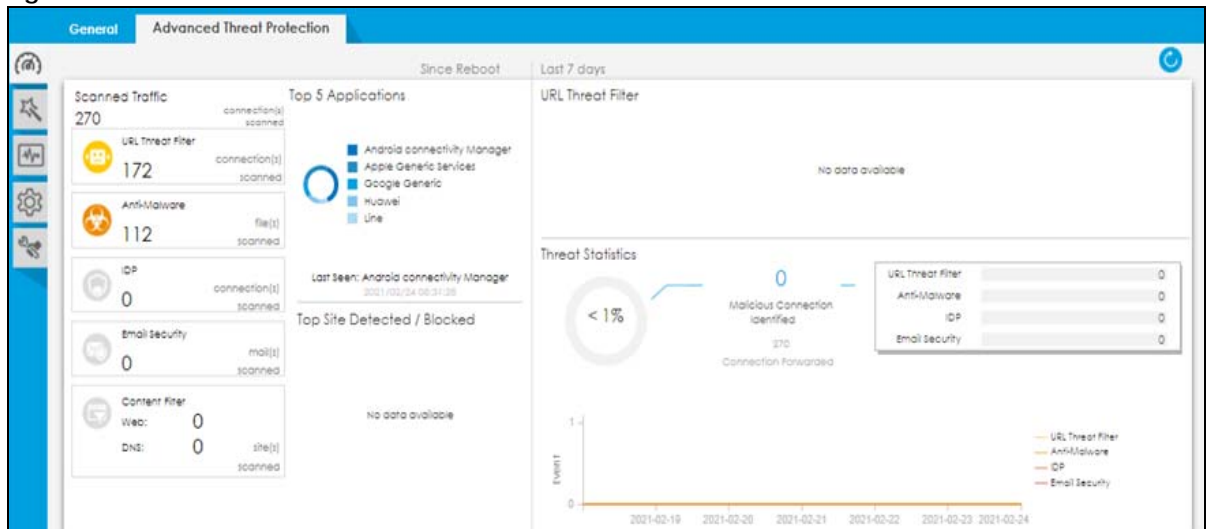 General
Advanced Threat Protection
Since Reboot
Last 7 days
Scanned Traffic
270
connection(s)
scanned
URL Threat Filter
172
connection(s)
scanned
Anti-Malware
112
file(s)
scanned
IDP
0
connection(s)
scanned
Email Security
0
mail(s)
scanned
Content Filter
Web: 0
DNS: 0
site(s)
scanned
Top 5 Applications
Android connectivity Manager
Apple Generic Services
Google Generic
Huawei
Line
Last Seen: Android connectivity Manager
2021/02/24
Top Site Detected / Blocked
No data available
URL Threat Filter
No data available
Threat Statistics
< 1%
0
Malicious Connection
Identified
270
Connection Forwarded
URL Threat Filter 0
Anti-Malware 0
IDP 0
Email Security 0
EVENT
1
0
2021-02-19 2021-02-20 2021-02-21 2021-02-22 2021-02-23 2021-02-24
URL Threat Filter
Anti-Malware
IDP
Email Security